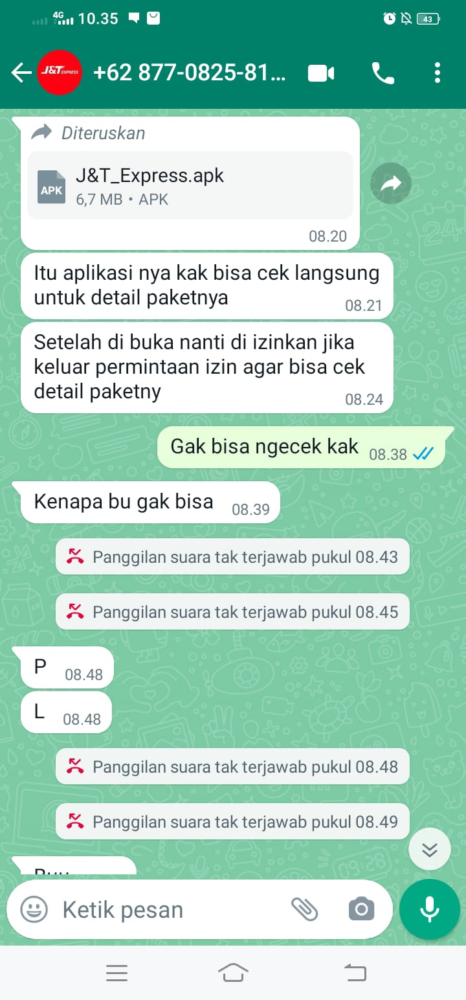 4G 10.35 43
J&T EXPRESS +62 877-0825-81...
Diteruskan
J&T_Express.apk
APK
6,7 MB • APK
08.20
Itu aplikasi nya kak bisa cek langsung
untuk detail paketnya
08.21
Setelah di buka nanti di izinkan jika
keluar permintaan izin agar bisa cek
detail paketny
08.24
Gak bisa ngecek kak 08.38
Kenapa bu gak bisa 08.39
Panggilan suara tak terjawab pukul 08.43
Panggilan suara tak terjawab pukul 08.45
P 08.48
L 08.48
Panggilan suara tak terjawab pukul 08.48
Panggilan suara tak terjawab pukul 08.49
Ketik pesan